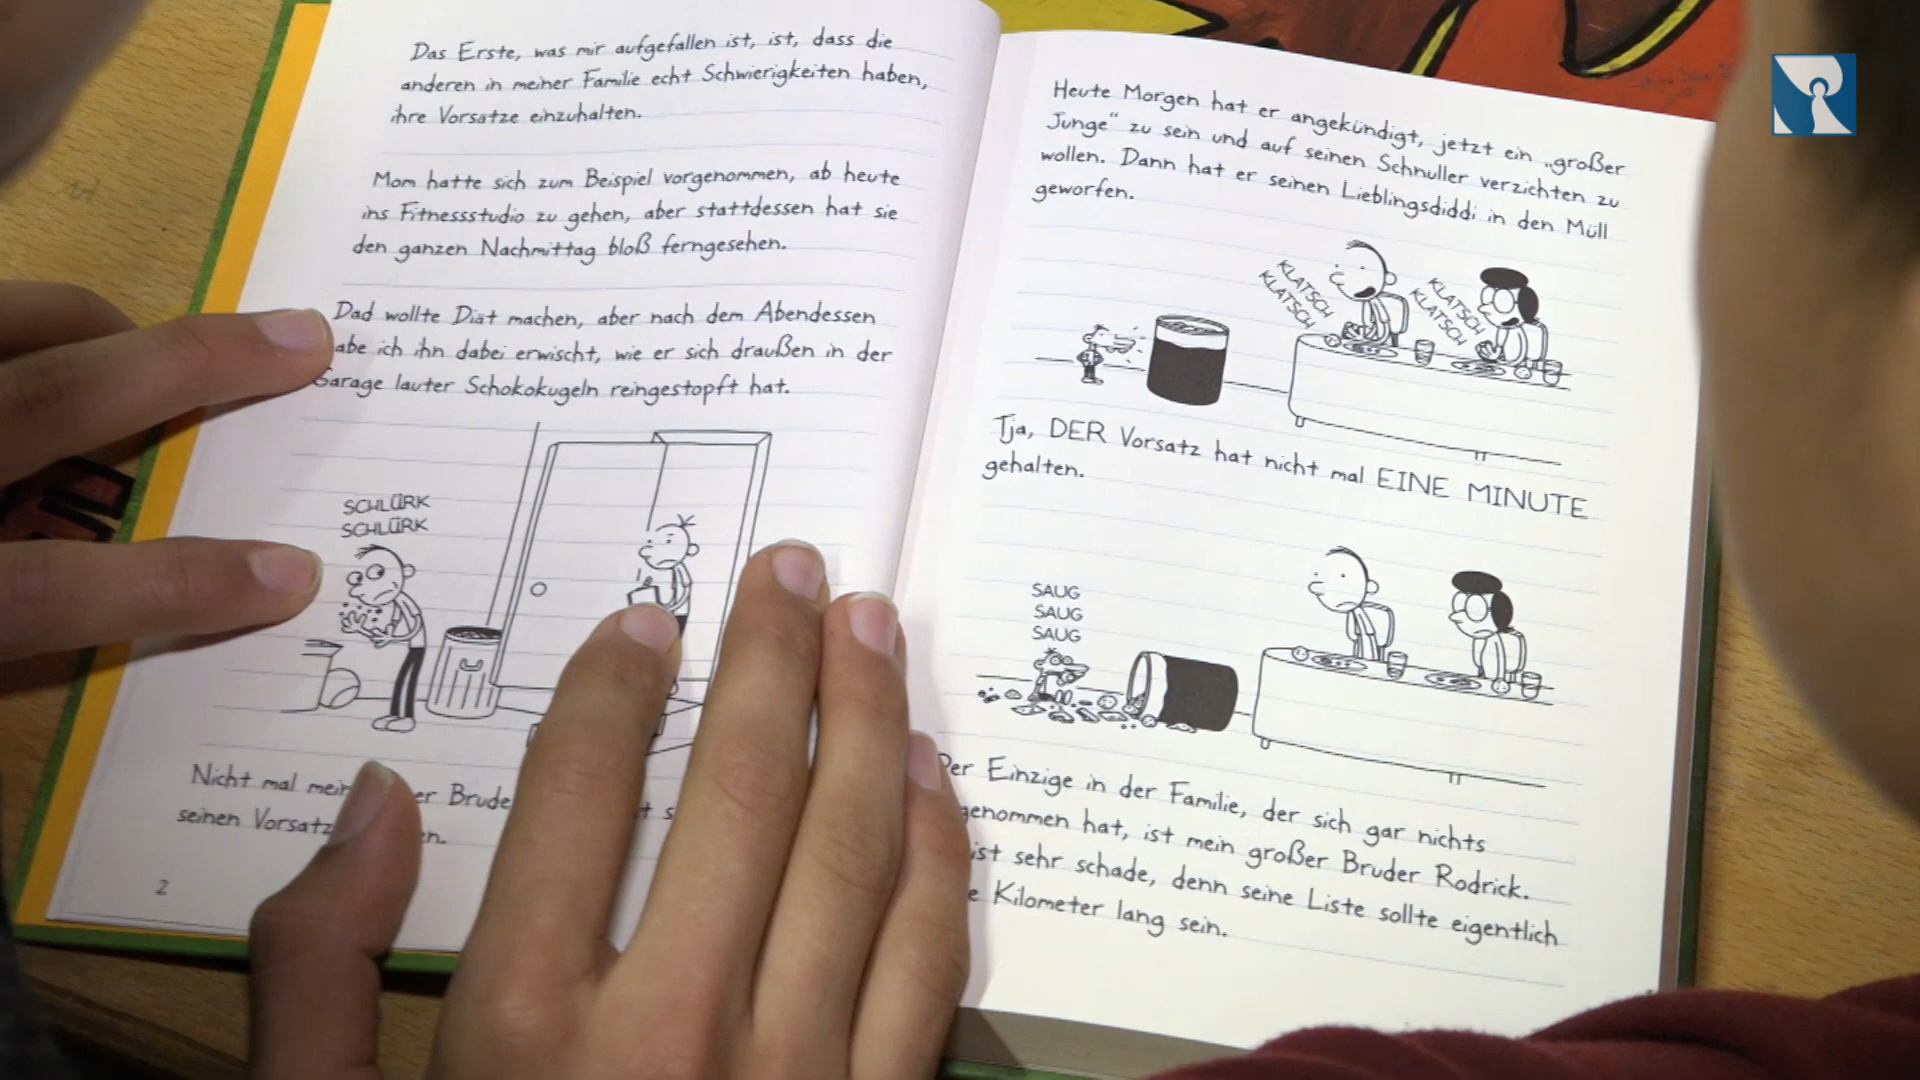 Das Erste, was mir aufgefallen ist, ist, dass die
anderen in meiner Familie echt Schwierigkeiten haben,
ihre Vorsätze einzuhalten.
Mom hatte sich zum Beispiel vorgenommen, ab heute
ins Fitnessstudio zu gehen, aber stattdessen hat sie
den ganzen Nachmittag bloß ferngesehen.
Dad wollte Diät machen, aber nach dem Abendessen
abe ich ihn dabei erwischt, wie er sich draußen in der
Garage lauter Schokokugeln reingestopft hat.
SCHLÜRK
SCHLÜRK
Nicht mal mein er Brude t s
seinen Vorsatz en.
2
Heute Morgen hat er angekündigt, jetzt ein „großer
Junge“ zu sein und auf seinen Schnuller verzichten zu
wollen. Dann hat er seinen Lieblingsdiddi in den Müll
geworfen.
KLATSCH
KLATSCH
KLATSCH
KLATSCH
Tja, DER Vorsatz hat nicht mal EINE MINUTE
gehalten.
SAUG
SAUG
SAUG
Der Einzige in der Familie, der sich gar nichts
genommen hat, ist mein großer Bruder Rodrick.
ist sehr schade, denn seine Liste sollte eigentlich
e Kilometer lang sein.